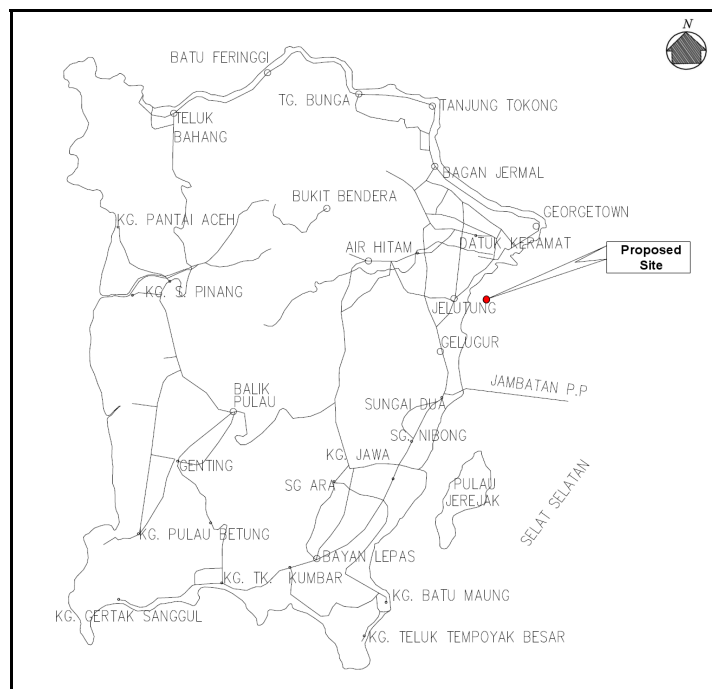 N
BATU FERINGGI
TG. BUNGA
TANJUNG TOKONG
TELUK
BAHANG
BAGAN JERMAL
BUKIT BENDERA
GEORGETOWN
KG. PANTAI ACEH
AIR HITAM
DATUK KERAMAT
Proposed
Site
KG. S. PINANG
JELUTUNG
GELUGUR
JAMBATAN P.P
BALIK
PULAU
SUNGAI DUA
SG. NIBONG
KG. JAWA
GENTING
SG ARA
PULAU
JEREJAK
SELAT SELATAN
KG. PULAU BETUNG
BAYAN LEPAS
KG. TK. KUMBAR
KG. BATU MAUNG
KG. GERTAK SANGGUL
KG. TELUK TEMPOYAK BESAR